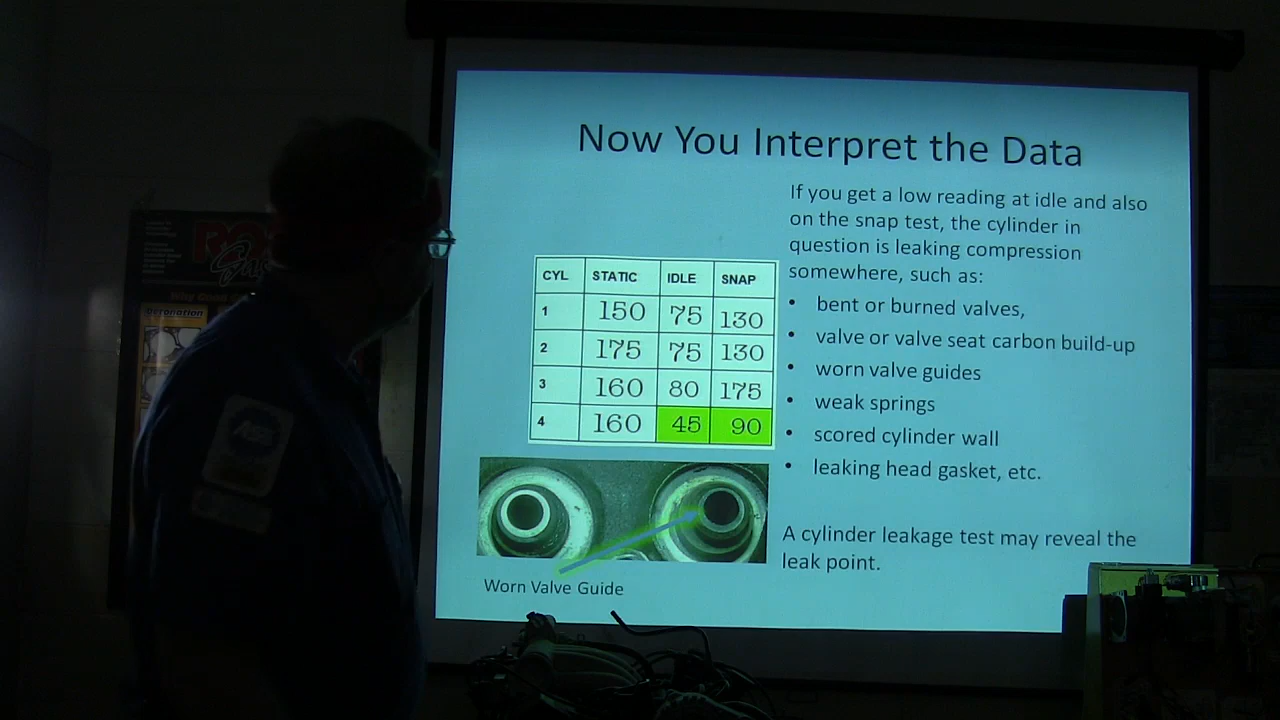 Now You Interpret the Data
If you get a low reading at idle and also
on the snap test, the cylinder in
question is leaking compression
somewhere, such as:
• bent or burned valves,
• valve or valve seat carbon build-up
• worn valve guides
• weak springs
• scored cylinder wall
• leaking head gasket, etc.
A cylinder leakage test may reveal the
leak point.
CYL STATIC IDLE SNAP
1 150 75 130
2 175 75 130
3 160 80 175
4 160 45 90
Worn Valve Guide
Detonation